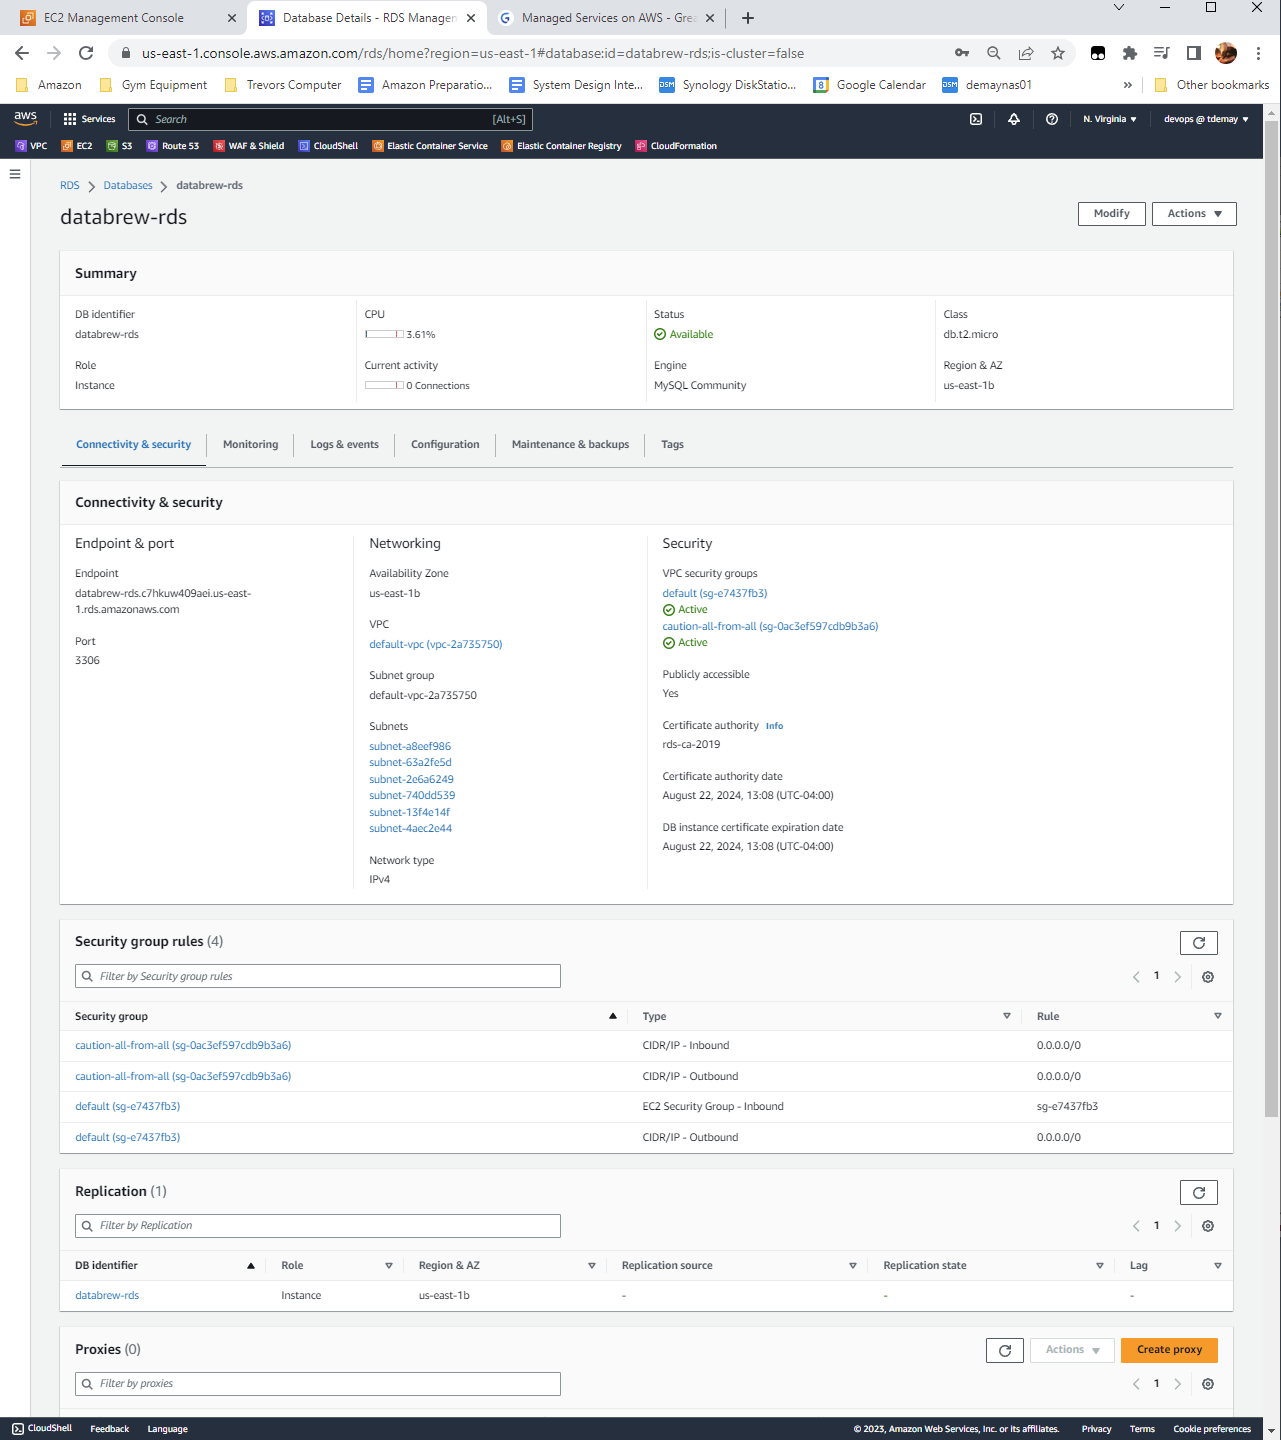 EC2 Management Console
Database Details - RDS Managen
Managed Services on AWS - Grea
us-east-1.console.aws.amazon.com/rds/home?region=us-east-1#database:id=databrew-rds;is-cluster=false
Amazon
Gym Equipment
Trevors Computer
Amazon Preparatio...
System Design Inte...
DSM
Synology DiskStatio...
8
Google Calendar
DSM
demaynas01
»
Other bookmarks
aws
Services
Search
[Alt+S]
N. Virginia
devops @ tdemay
VPC
EC2
S3
Route 53
WAF & Shield
CloudShell
Elastic Container Service
Elastic Container Registry
CloudFormation
RDS
Databases
databrew-rds
databrew-rds
Modify
Actions
Summary
DB identifier
databrew-rds
CPU
3.61%
Status
Available
Class
db.t2.micro
Role
Instance
Current activity
0 Connections
Engine
MySQL Community
Region & AZ
us-east-1b
Connectivity & security
Monitoring
Logs & events
Configuration
Maintenance & backups
Tags
Connectivity & security
Endpoint & port
Endpoint
databrew-rds.c7hkuw409aei.us-east-
1.rds.amazonaws.com
Port
3306
Networking
Availability Zone
us-east-1b
VPC
default-vpc (vpc-2a735750)
Subnet group
default-vpc-2a735750
Subnets
subnet-a8eef986
subnet-63a2fe5d
subnet-2e6a6249
subnet-740dd539
subnet-13f4e14f
subnet-4aec2e44
Network type
IPv4
Security
VPC security groups
default (sg-e7437fb3)
Active
caution-all-from-all (sg-0ac3ef597cdb9b3a6)
Active
Publicly accessible
Yes
Certificate authority Info
rds-ca-2019
Certificate authority date
August 22, 2024, 13:08 (UTC-04:00)
DB instance certificate expiration date
August 22, 2024, 13:08 (UTC-04:00)
Security group rules (4)
Filter by Security group rules
1
Security group
Type
Rule
caution-all-from-all (sg-0ac3ef597cdb9b3a6)
CIDR/IP - Inbound
0.0.0.0/0
caution-all-from-all (sg-0ac3ef597cdb9b3a6)
CIDR/IP - Outbound
0.0.0.0/0
default (sg-e7437fb3)
EC2 Security Group - Inbound
sg-e7437fb3
default (sg-e7437fb3)
CIDR/IP - Outbound
0.0.0.0/0
Replication (1)
Filter by Replication
1
DB identifier
Role
Region & AZ
Replication source
Replication state
Lag
databrew-rds
Instance
us-east-1b
-
-
-
Proxies (0)
Actions
Create proxy
Filter by proxies
1
CloudShell
Feedback
Language
© 2023, Amazon Web Services, Inc. or its affiliates.
Privacy
Terms
Cookie preferences